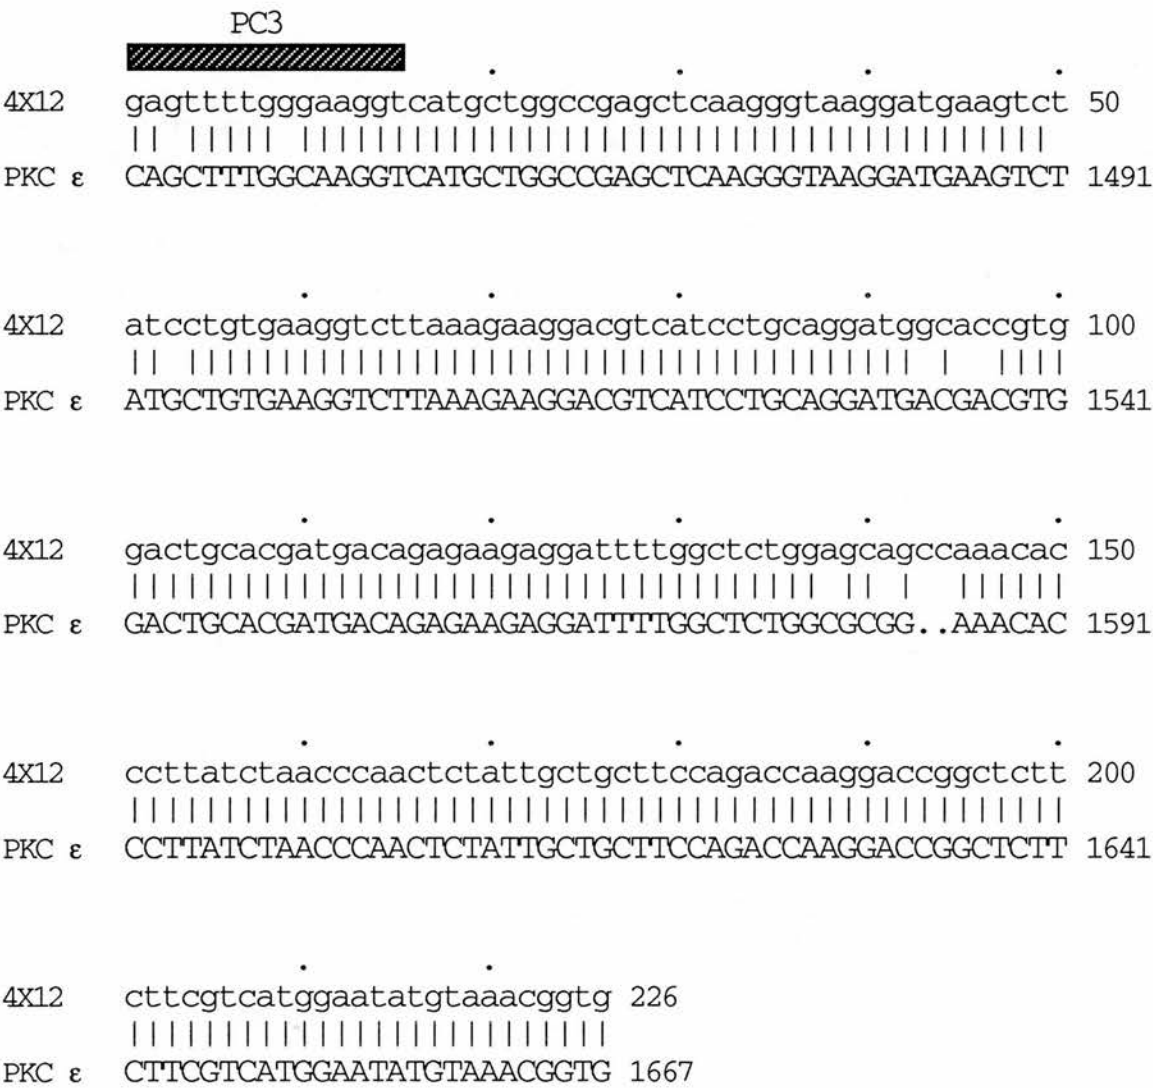 PC3
4X12 gagttttgggaaggtcatgctggccgagctcaagggtaaggatgaagtct 50
PKC ε CAGCTTTGGCAAGGTCATGCTGGCCGAGCTCAAGGGTAAGGATGAAGTCT 1491
4X12 atcctgtgaaggtcttaaagaaggacgtcatcctgcaggatggcaccgtg 100
PKC ε ATGCTGTGAAGGTCTTAAAGAAGGACGTCATCCTGCAGGATGACGACGTG 1541
4X12 gactgcacgatgacagagaagaggattttggctctggagcagccaaacac 150
PKC ε GACTGCACGATGACAGAGAAGAGGATTTTGGCTCTGGCGCGG..AAACAC 1591
4X12 ccttatctaacccaactctattgctgcttccagaccaaggaccggctctt 200
PKC ε CCTTATCTAACCCAACTCTATTGCTGCTTCCAGACCAAGGACCGGCTCTT 1641
4X12 cttcgtcatggaatatgtaaacggtg 226
PKC ε CTTCGTCATGGAATATGTAAACGGTG 1667